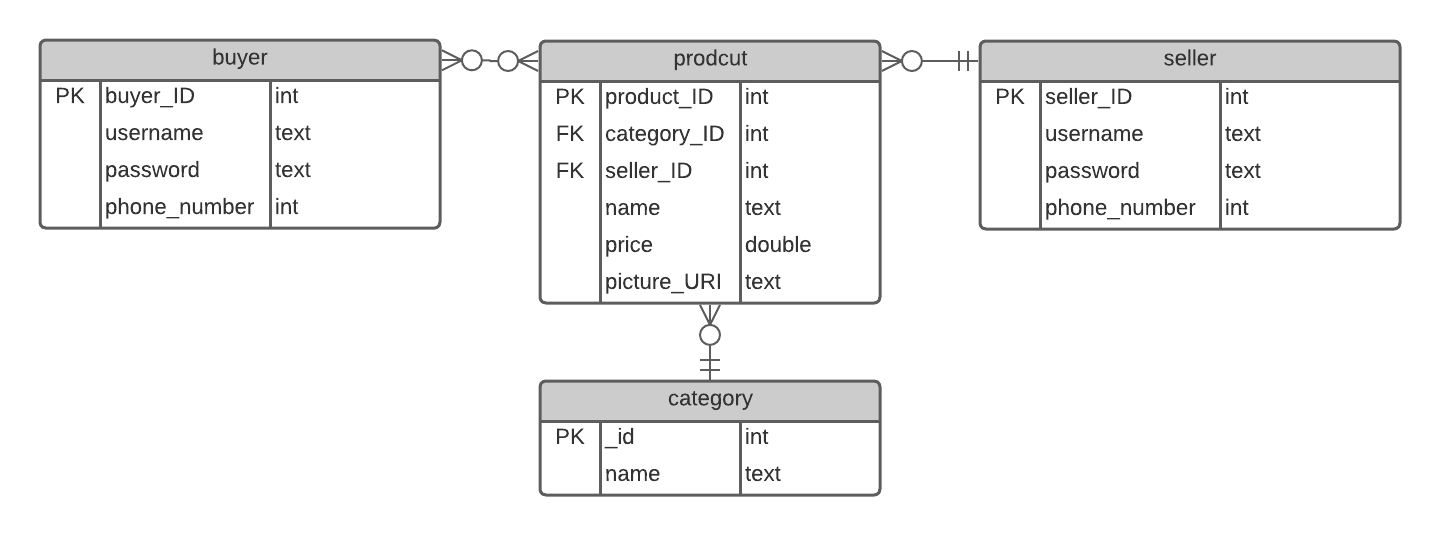 buyer
PK buyer_ID int
username text
password text
phone_number int
prodcut
PK product_ID int
FK category_ID int
FK seller_ID int
name text
price double
picture_URI text
seller
PK seller_ID int
username text
password text
phone_number int
category
PK _id int
name text